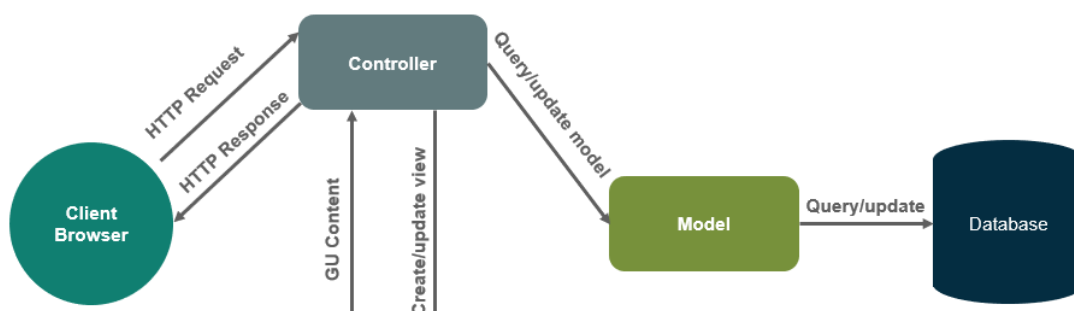 HTTP Request
HTTP Response
Controller
Query/update model
Client
Browser
GU Content
Create/update view
Model
Query/update
Database